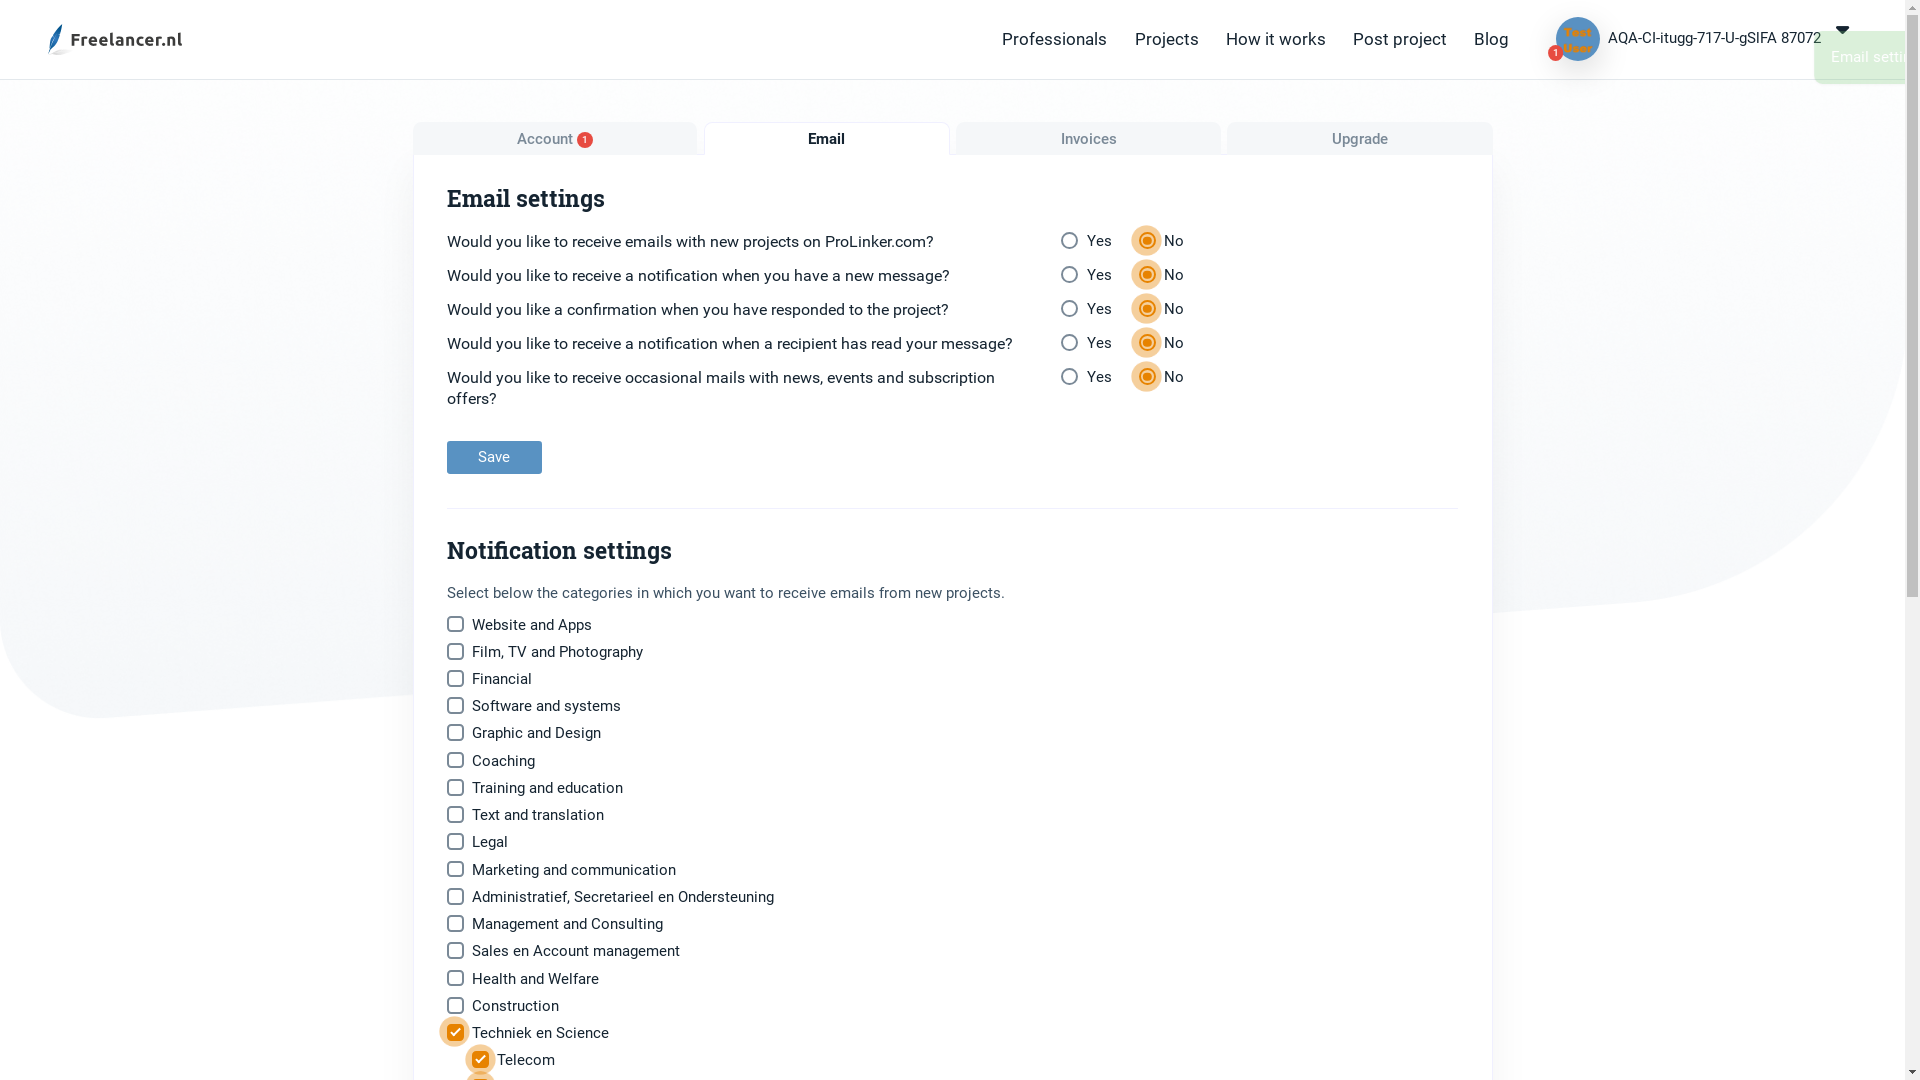 Freelancer.nl
Professionals
Projects
How it works
Post project
Blog
Test
User
1
AQA-CI-itugg-717-U-gSIFA 87072
Email
Account 1
Email
Invoices
Upgrade
Email settings
Would you like to receive emails with new projects on ProLinker.com?
Yes
No
Would you like to receive a notification when you have a new message?
Yes
No
Would you like a confirmation when you have responded to the project?
Yes
No
Would you like to receive a notification when a recipient has read your message?
Yes
No
Would you like to receive occasional mails with news, events and subscription
offers?
Yes
No
Save
Notification settings
Select below the categories in which you want to receive emails from new projects.
Website and Apps
Film, TV and Photography
Financial
Software and systems
Graphic and Design
Coaching
Training and education
Text and translation
Legal
Marketing and communication
Administratief, Secretarieel en Ondersteuning
Management and Consulting
Sales en Account management
Health and Welfare
Construction
Techniek en Science
Telecom